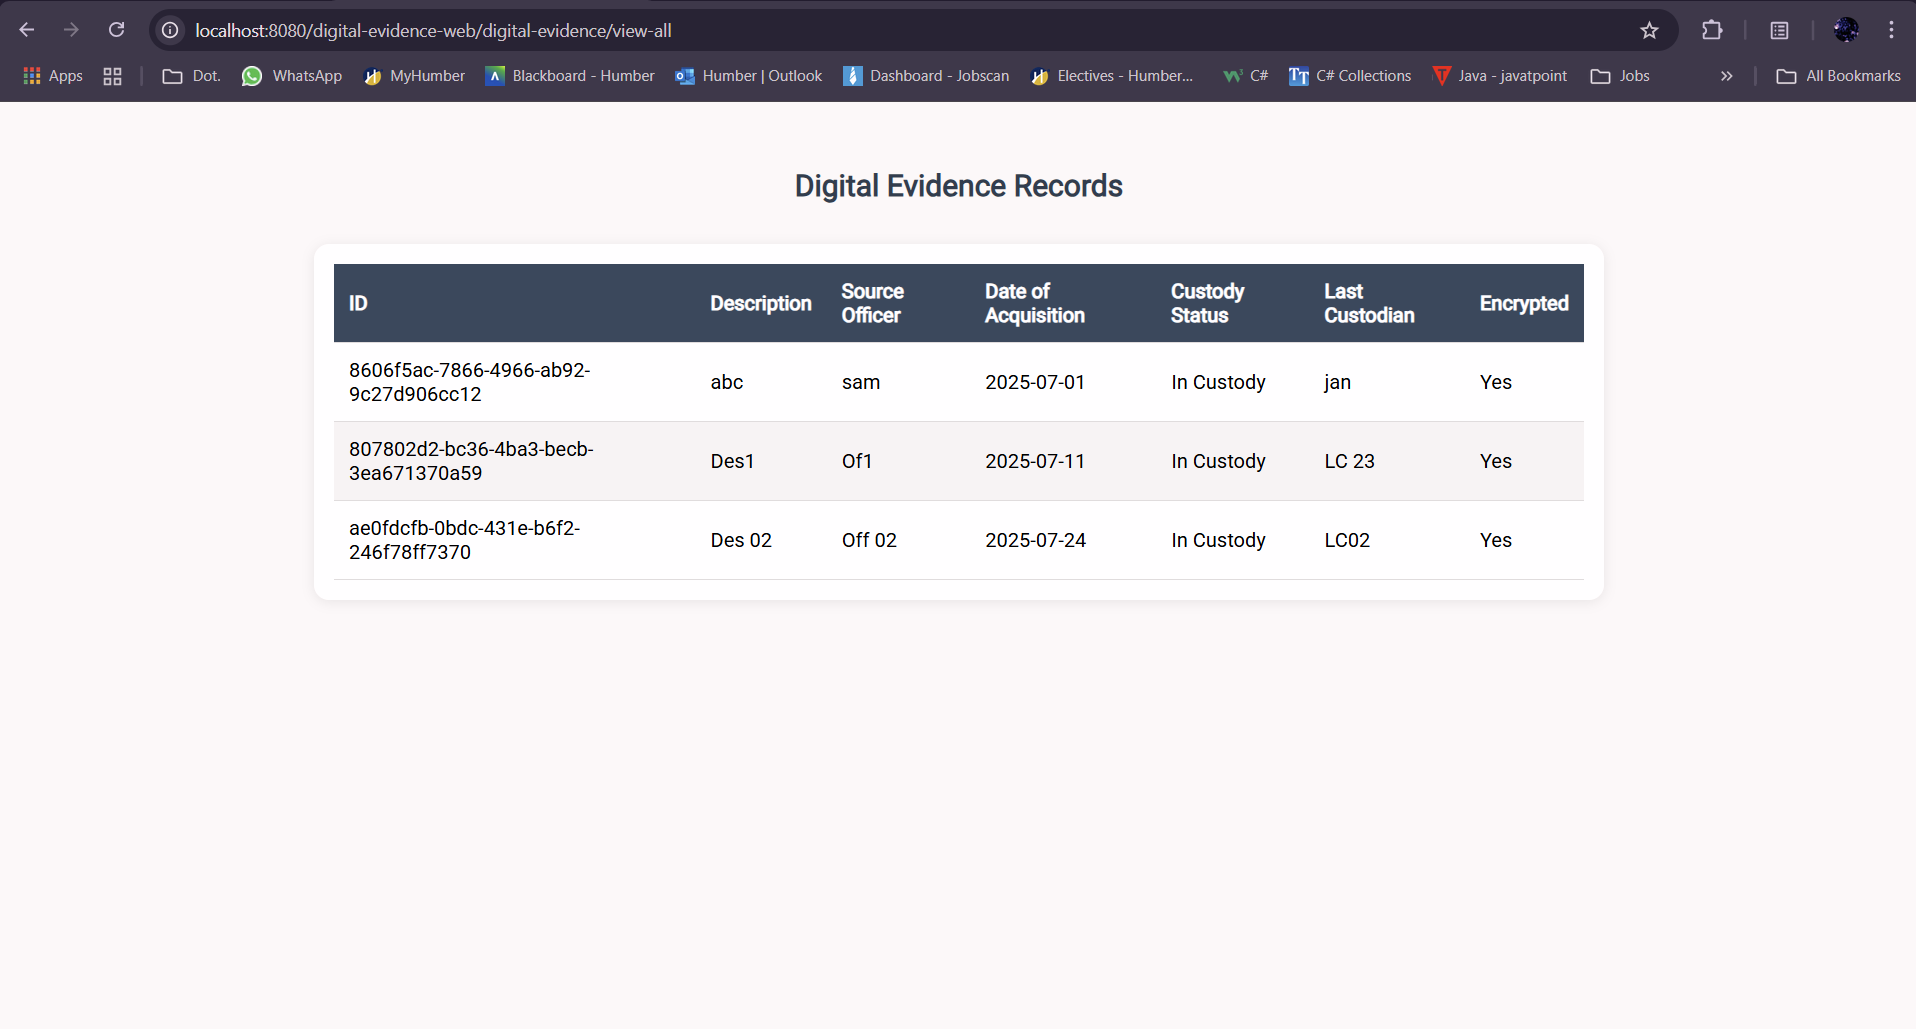 localhost:8080/digital-evidence-web/digital-evidence/view-all
Apps Dot. WhatsApp MyHumber Blackboard - Humber Humber | Outlook Dashboard - Jobscan Electives - Humber... C# C# Collections Java - javatpoint Jobs » All Bookmarks
Digital Evidence Records
ID Description Source Officer Date of Acquisition Custody Status Last Custodian Encrypted
8606f5ac-7866-4966-ab92-9c27d906cc12 abc sam 2025-07-01 In Custody jan Yes
807802d2-bc36-4ba3-becb-3ea671370a59 Des1 Of1 2025-07-11 In Custody LC 23 Yes
ae0fdcfb-0bdc-431e-b6f2-246f78ff7370 Des 02 Off 02 2025-07-24 In Custody LC02 Yes